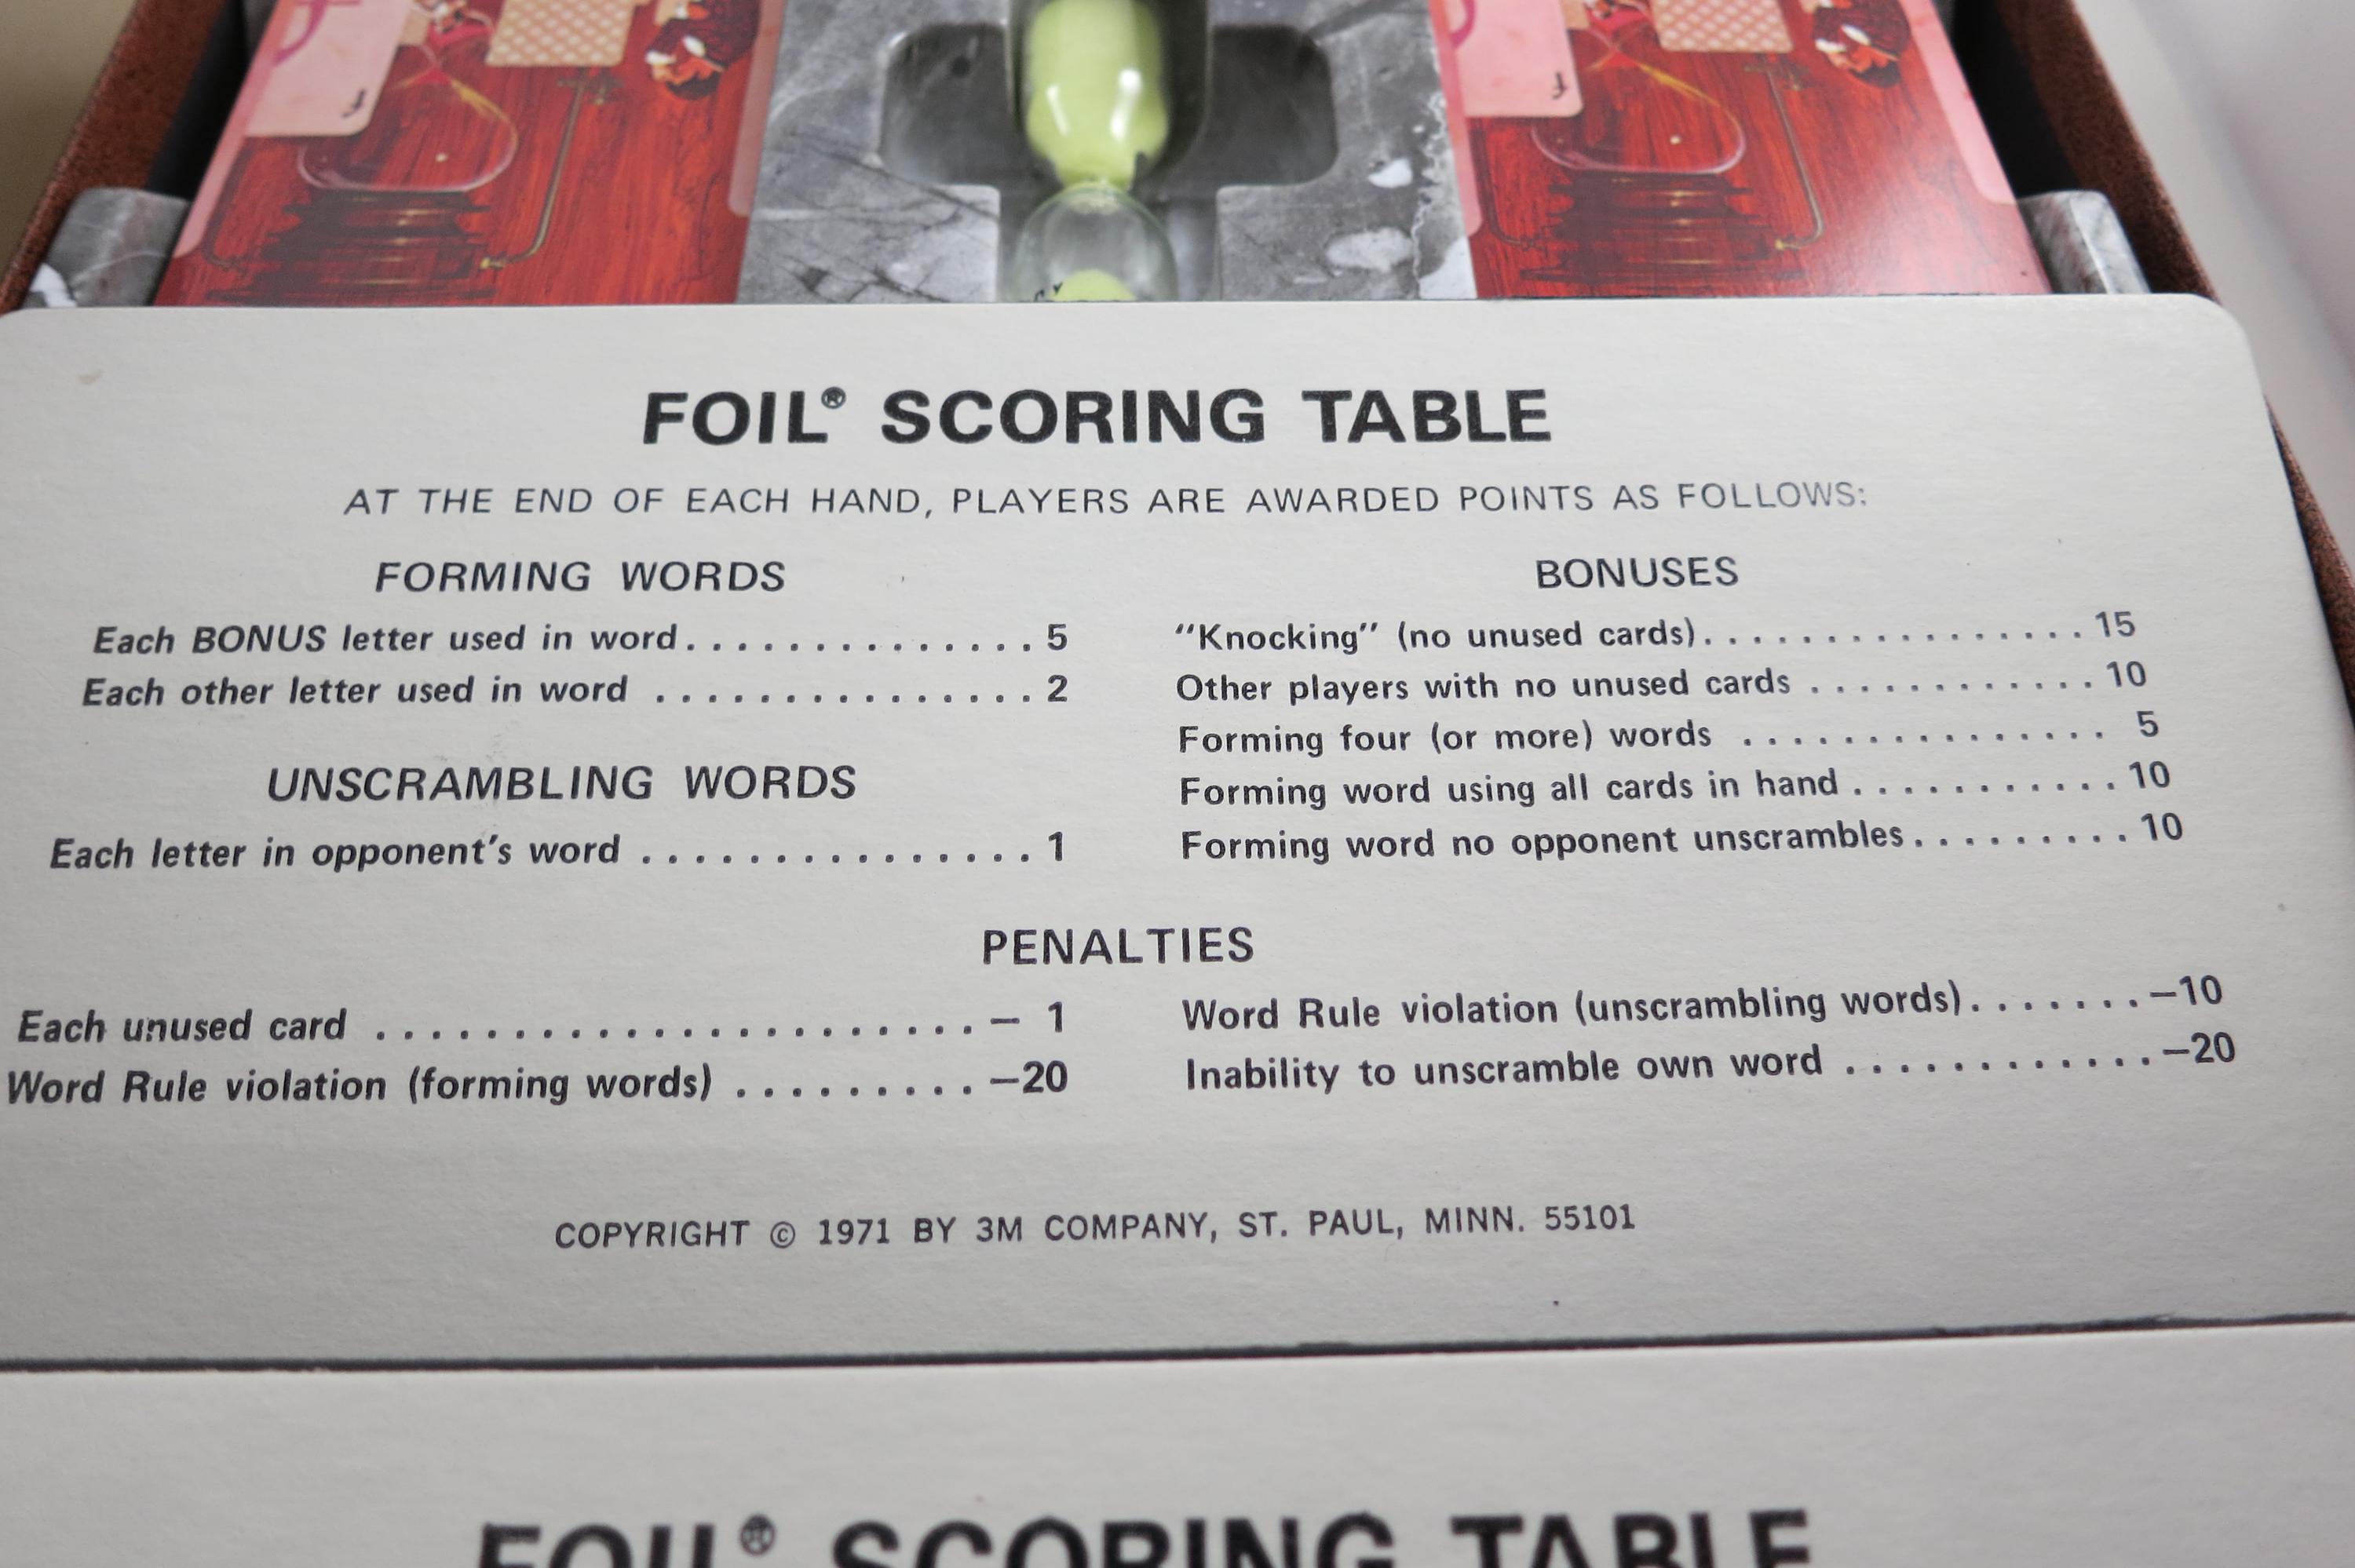 FOIL® SCORING TABLE
AT THE END OF EACH HAND, PLAYERS ARE AWARDED POINTS AS FOLLOWS:
FORMING WORDS
Each BONUS letter used in word.............. 5
Each other letter used in word ............... 2
UNSCRAMBLING WORDS
Each letter in opponent's word ............... 1
BONUSES
"Knocking" (no unused cards)................ 15
Other players with no unused cards ............ 10
Forming four (or more) words ............... 5
Forming word using all cards in hand........... 10
Forming word no opponent unscrambles......... 10
PENALTIES
Each unused card ...................... – 1
Word Rule violation (forming words) ......... –20
Word Rule violation (unscrambling words)....... –10
Inability to unscramble own word ............ –20
COPYRIGHT © 1971 BY 3M COMPANY, ST. PAUL, MINN. 55101
FOIL® SCORING TABLE